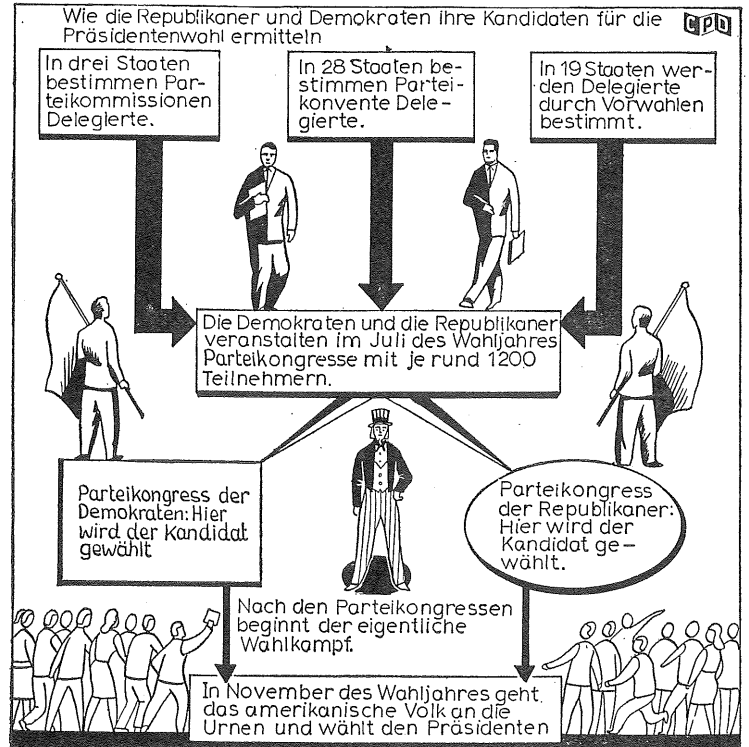 Wie die Republikaner und Demokraten ihre Kandidaten für die
Präsidentenwahl ermitteln
CPD
In drei Staaten
bestimmen Par-
teikommissionen
Delegierte.
In 28 Staaten be-
stimmen Partei-
konvente Dele-
gierte.
In 19 Staaten wer-
den Delegierte
durch Vorwahlen
bestimmt.
Die Demokraten und die Republikaner
veranstalten im Juli des Wahljahres
Parteikongresse mit je rund 1200
Teilnehmern.
Parteikongress der
Demokraten: Hier
wird der Kandidat
gewählt
Parteikongress
der Republikaner:
Hier wird der
Kandidat ge-
wählt.
Nach den Parteikongressen
beginnt der eigentliche
Wahlkampf.
In November des Wahljahres geht
das amerikanische Volk an die
Urnen und wählt den Präsidenten